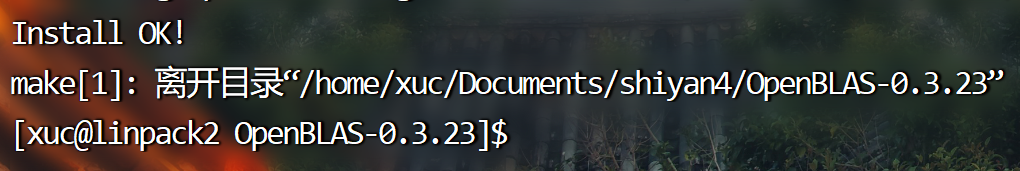 Install OK!
make[1]: 离开目录“/home/xuc/Documents/shiyan4/OpenBLAS-0.3.23”
[xuc@linpack2 OpenBLAS-0.3.23]$